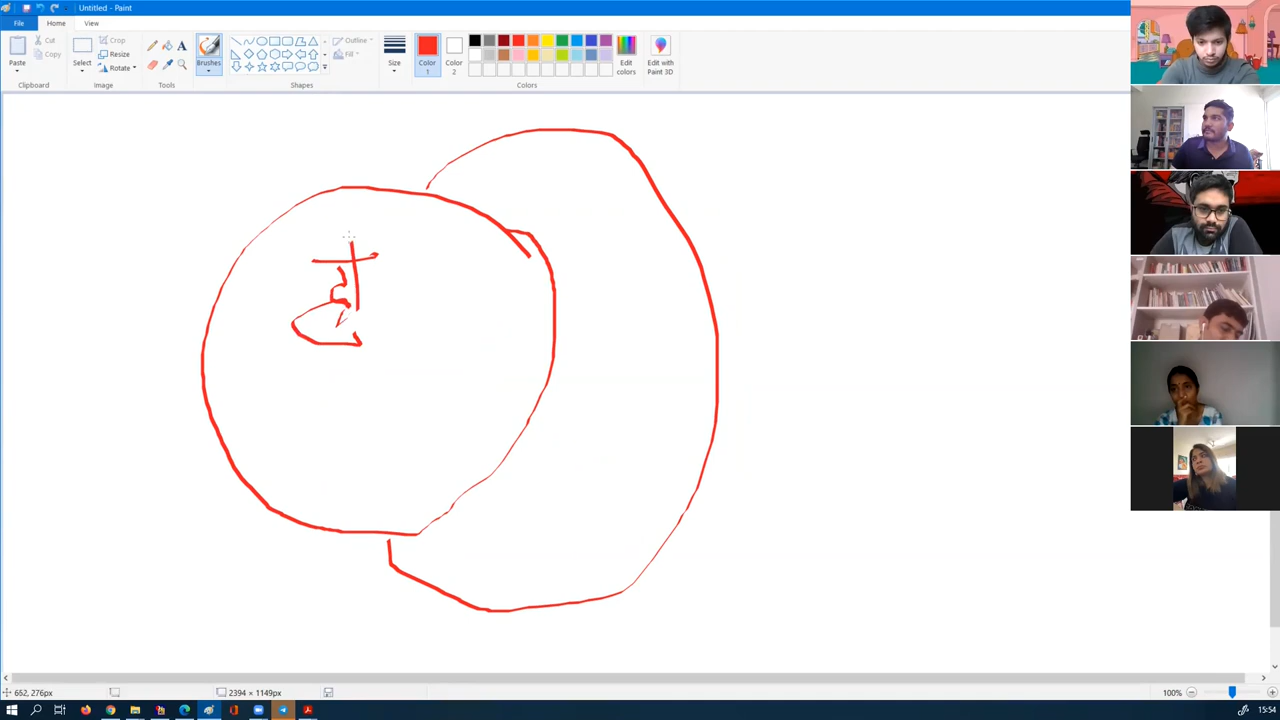 Untitled - Paint
File Home View
Paste
Cut
Copy
Clipboard
Select
Crop
Resize
Rotate
Image
Tools
Brushes
Shapes
Outline
Fill
Size
Color 1
Color 2
Edit colors
Colors
Edit with Paint 3D
652, 276px
2394 × 1149px
100%
15:54